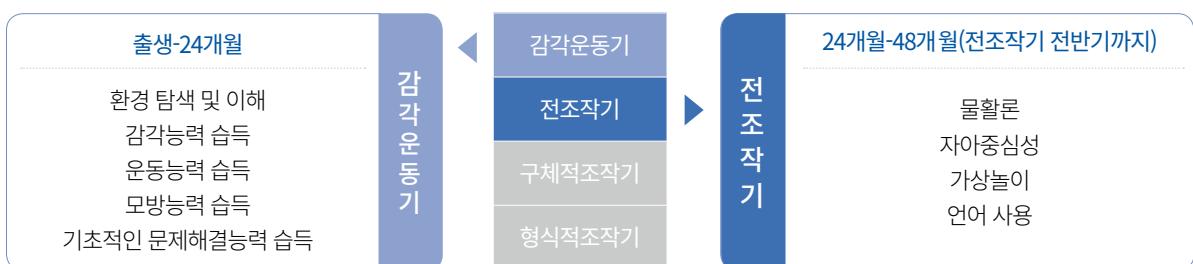 출생-24개월
환경 탐색 및 이해
감각능력 습득
운동능력 습득
모방능력 습득
기초적인 문제해결능력 습득
감각운동기
감각운동기
전조작기
구체적조작기
형식적조작기
전조작기
24개월-48개월(전조작기 전반기까지)
물활론
자아중심성
가상놀이
언어 사용